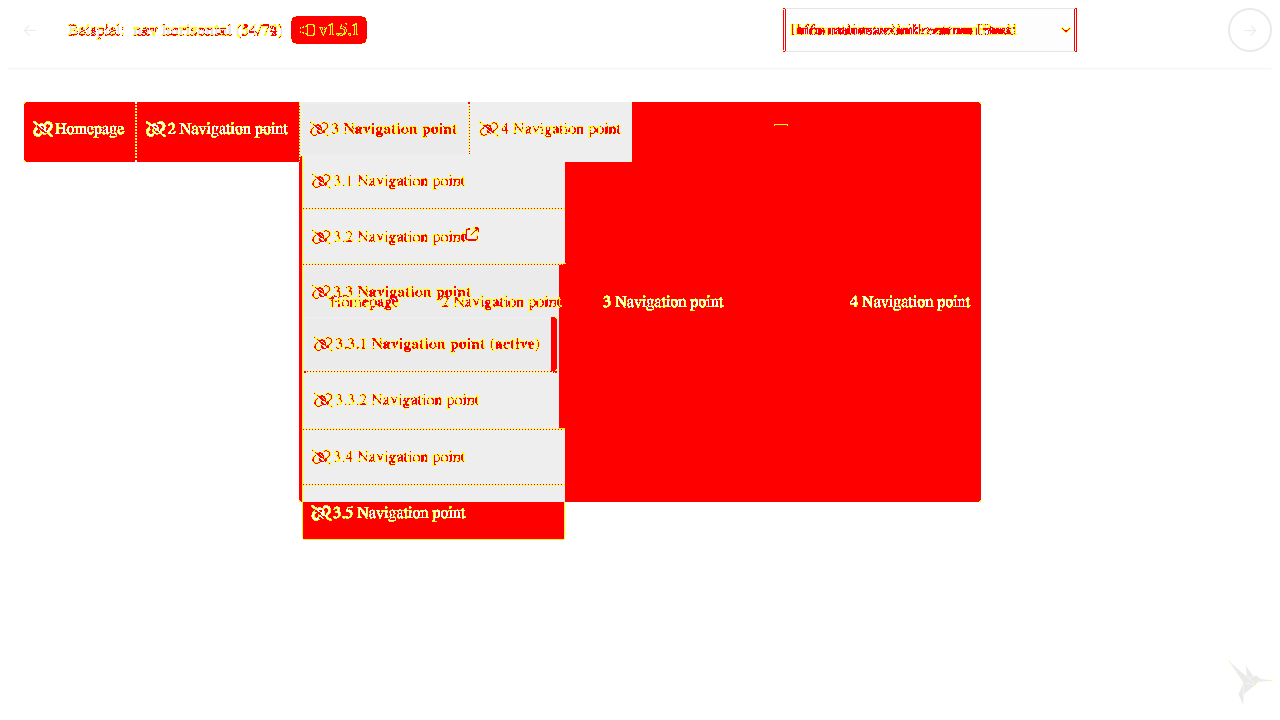 Beispiel: nav horizontal (34/74) v1.5.1
Homepage
2 Navigation point
3 Navigation point
4 Navigation point
3.1 Navigation point
3.2 Navigation point
3.3 Navigation point
Homepage
2 Navigation point
3 Navigation point
4 Navigation point
3.3.1 Navigation point (active)
3.3.2 Navigation point
3.4 Navigation point
3.5 Navigation point